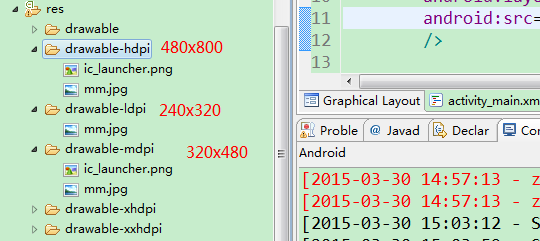 res
drawable
drawable-hdpi 480x800
ic_launcher.png
mm.jpg
drawable-ldpi 240x320
mm.jpg
drawable-mdpi 320x480
ic_launcher.png
mm.jpg
drawable-xhdpi
drawable-xxhdpi
11 android:src=
12 />
13
Graphical Layout activity_main.xm
Proble @ Javad Declar Co
Android
[2015-03-30 14:57:13 - z
[2015-03-30 14:57:13 - z
[2015-03-30 15:03:12 - S